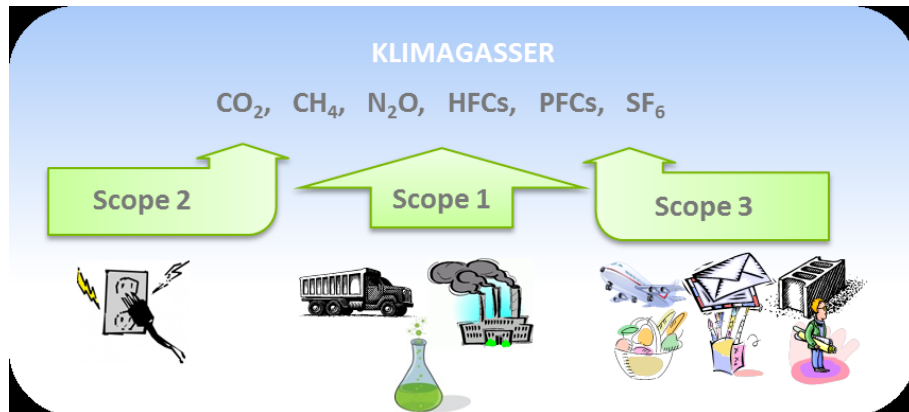 KLIMAGASSER
CO₂, CH₄, N₂O, HFCs, PFCs, SF₆
Scope 2
Scope 1
Scope 3